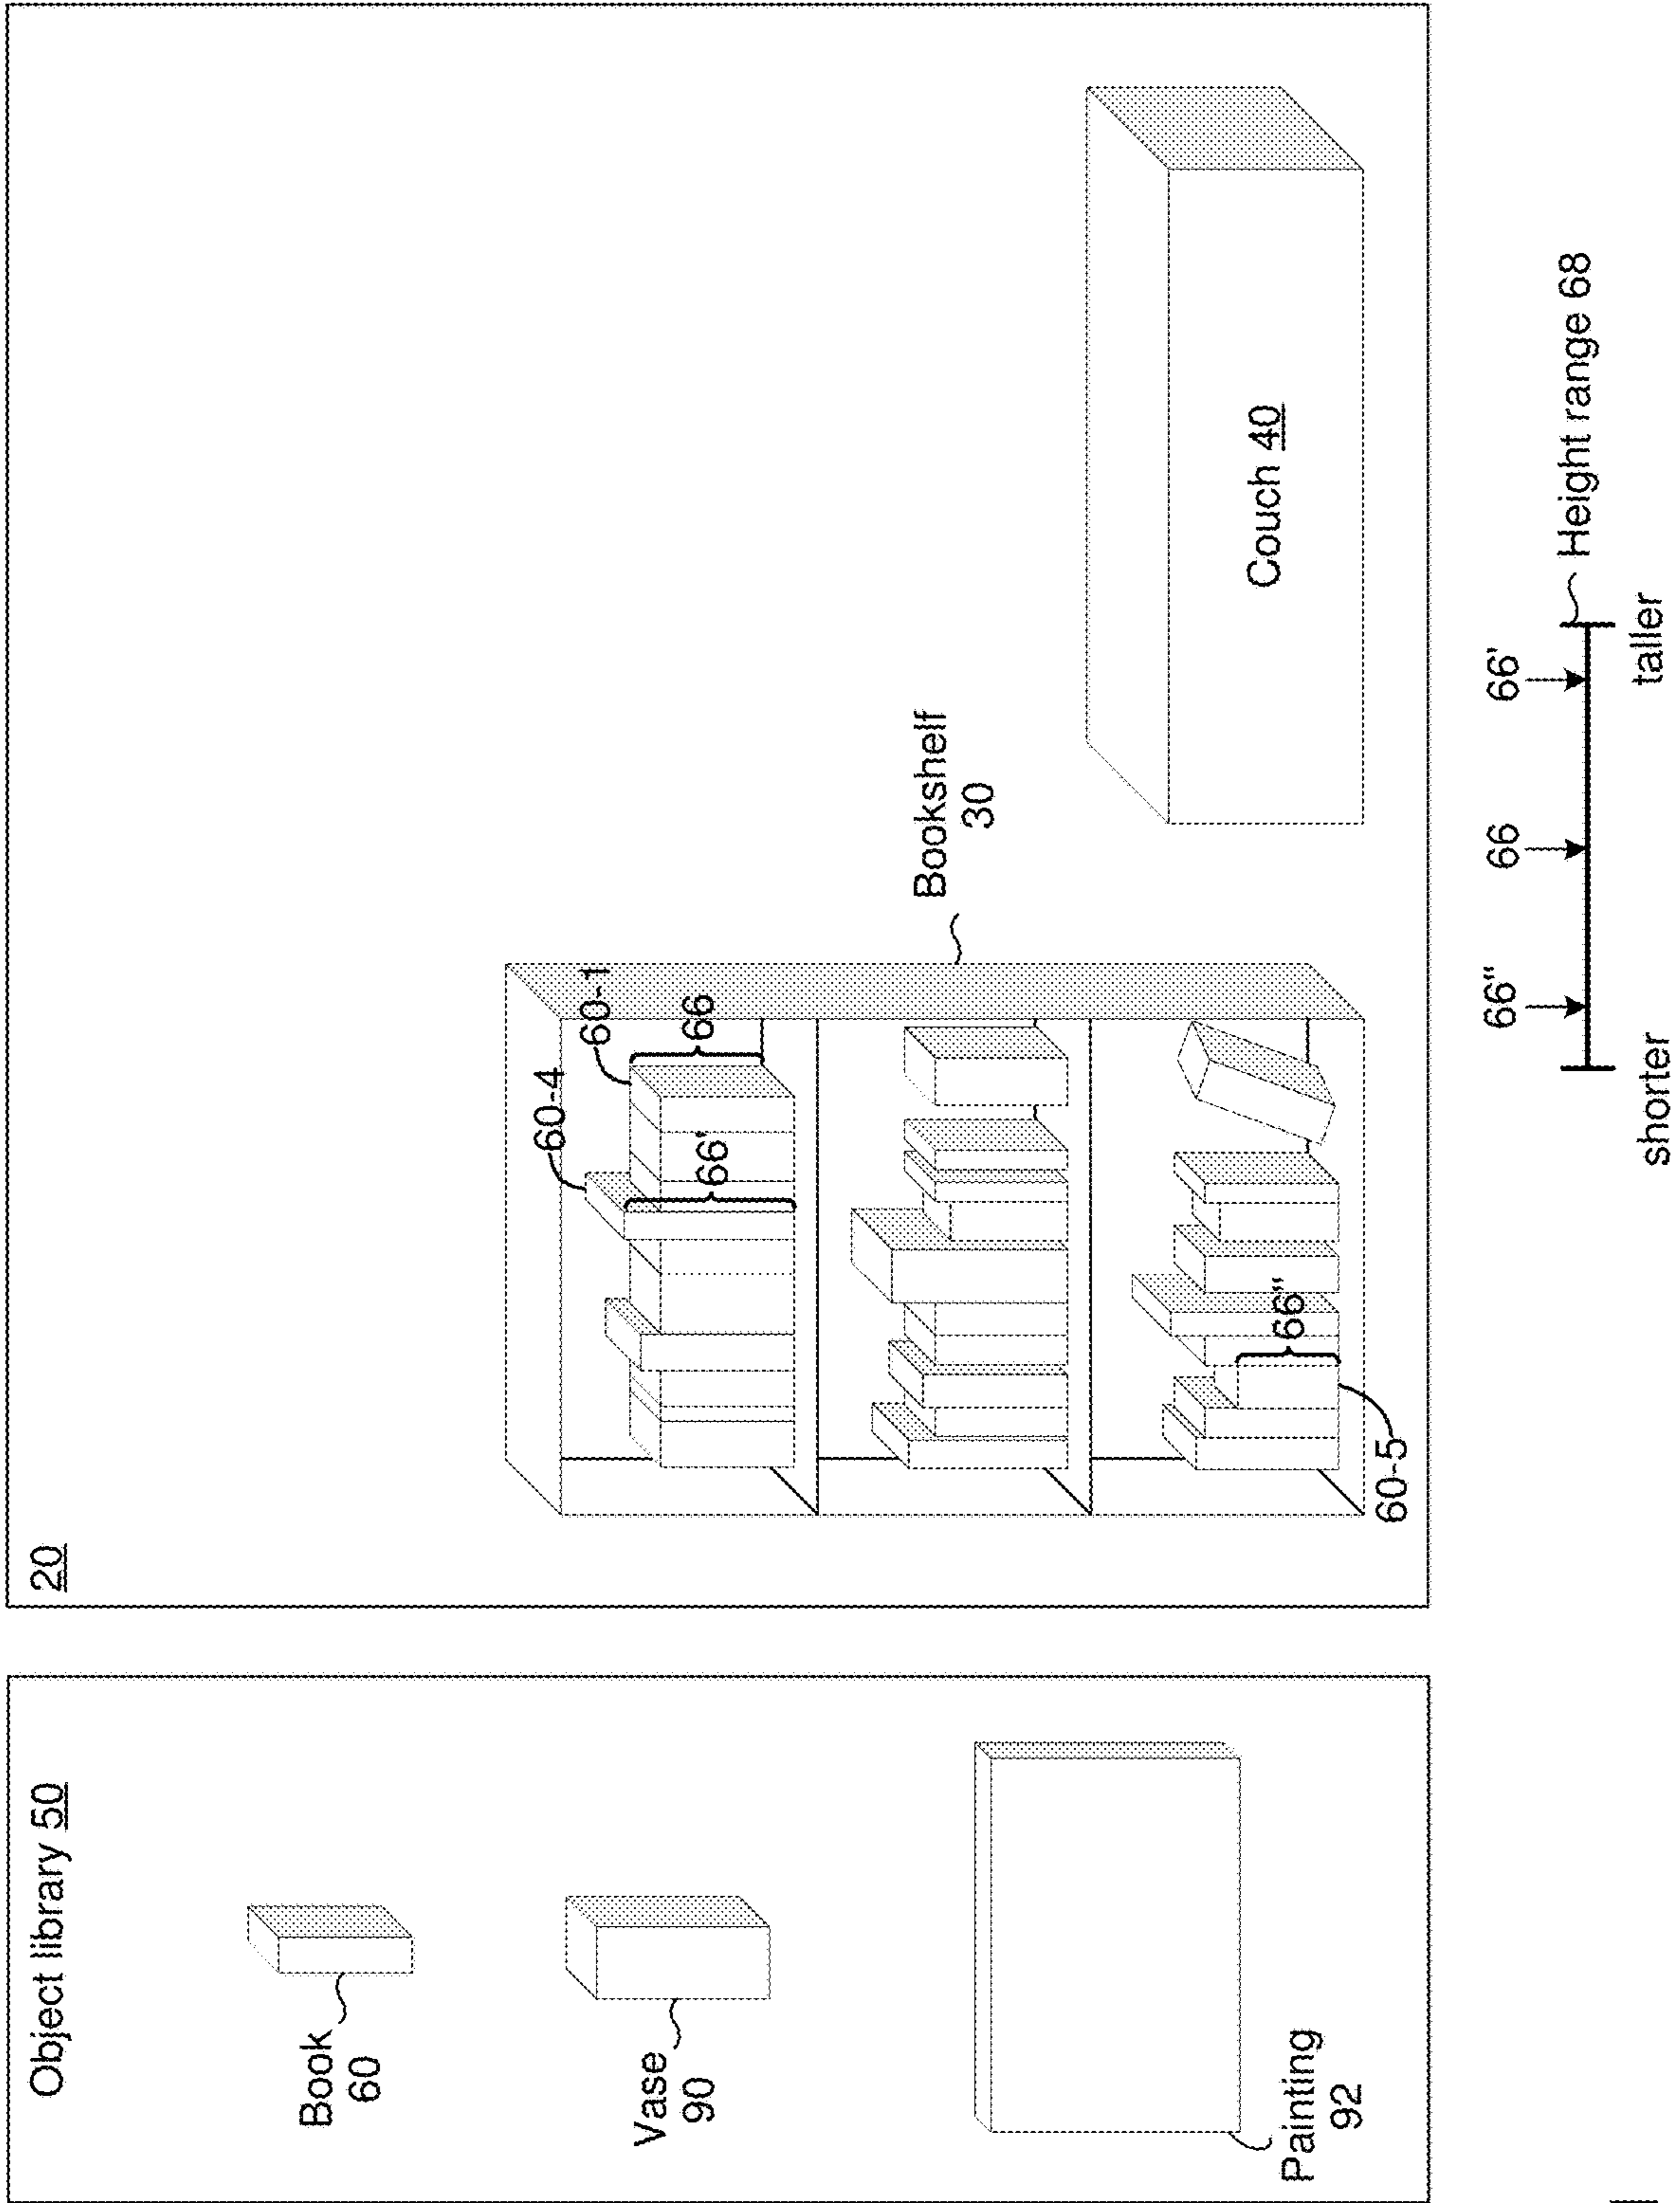 Object library 50
Book
60
Vase
90
Painting
92
20
60-4
60-1
66
66'
Bookshelf
30
66"
60-5
Couch 40
66"
66
66'
Height range 68
shorter
taller